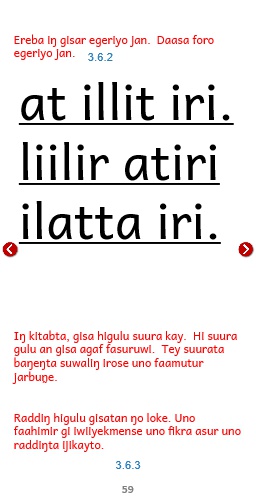 Ereba iŋ gisar egeriyo jan.  Daasa foro
egeriyo jan.
3.6.2
at illit iri.
liilir atiri
ilatta iri.
Iŋ kitabta, gisa higulu suura kay.  Hi suura
gulu an gisa agaf fasuruwi.  Tey suurata
baŋeŋta suwaliŋ irose uno faamutur
jarbuŋe.
Raddiŋ higulu gisatan ŋo loke. Uno
faahimir gi iwiiyekmense uno fikra asur uno
raddiŋta ijikayto.
3.6.3
59